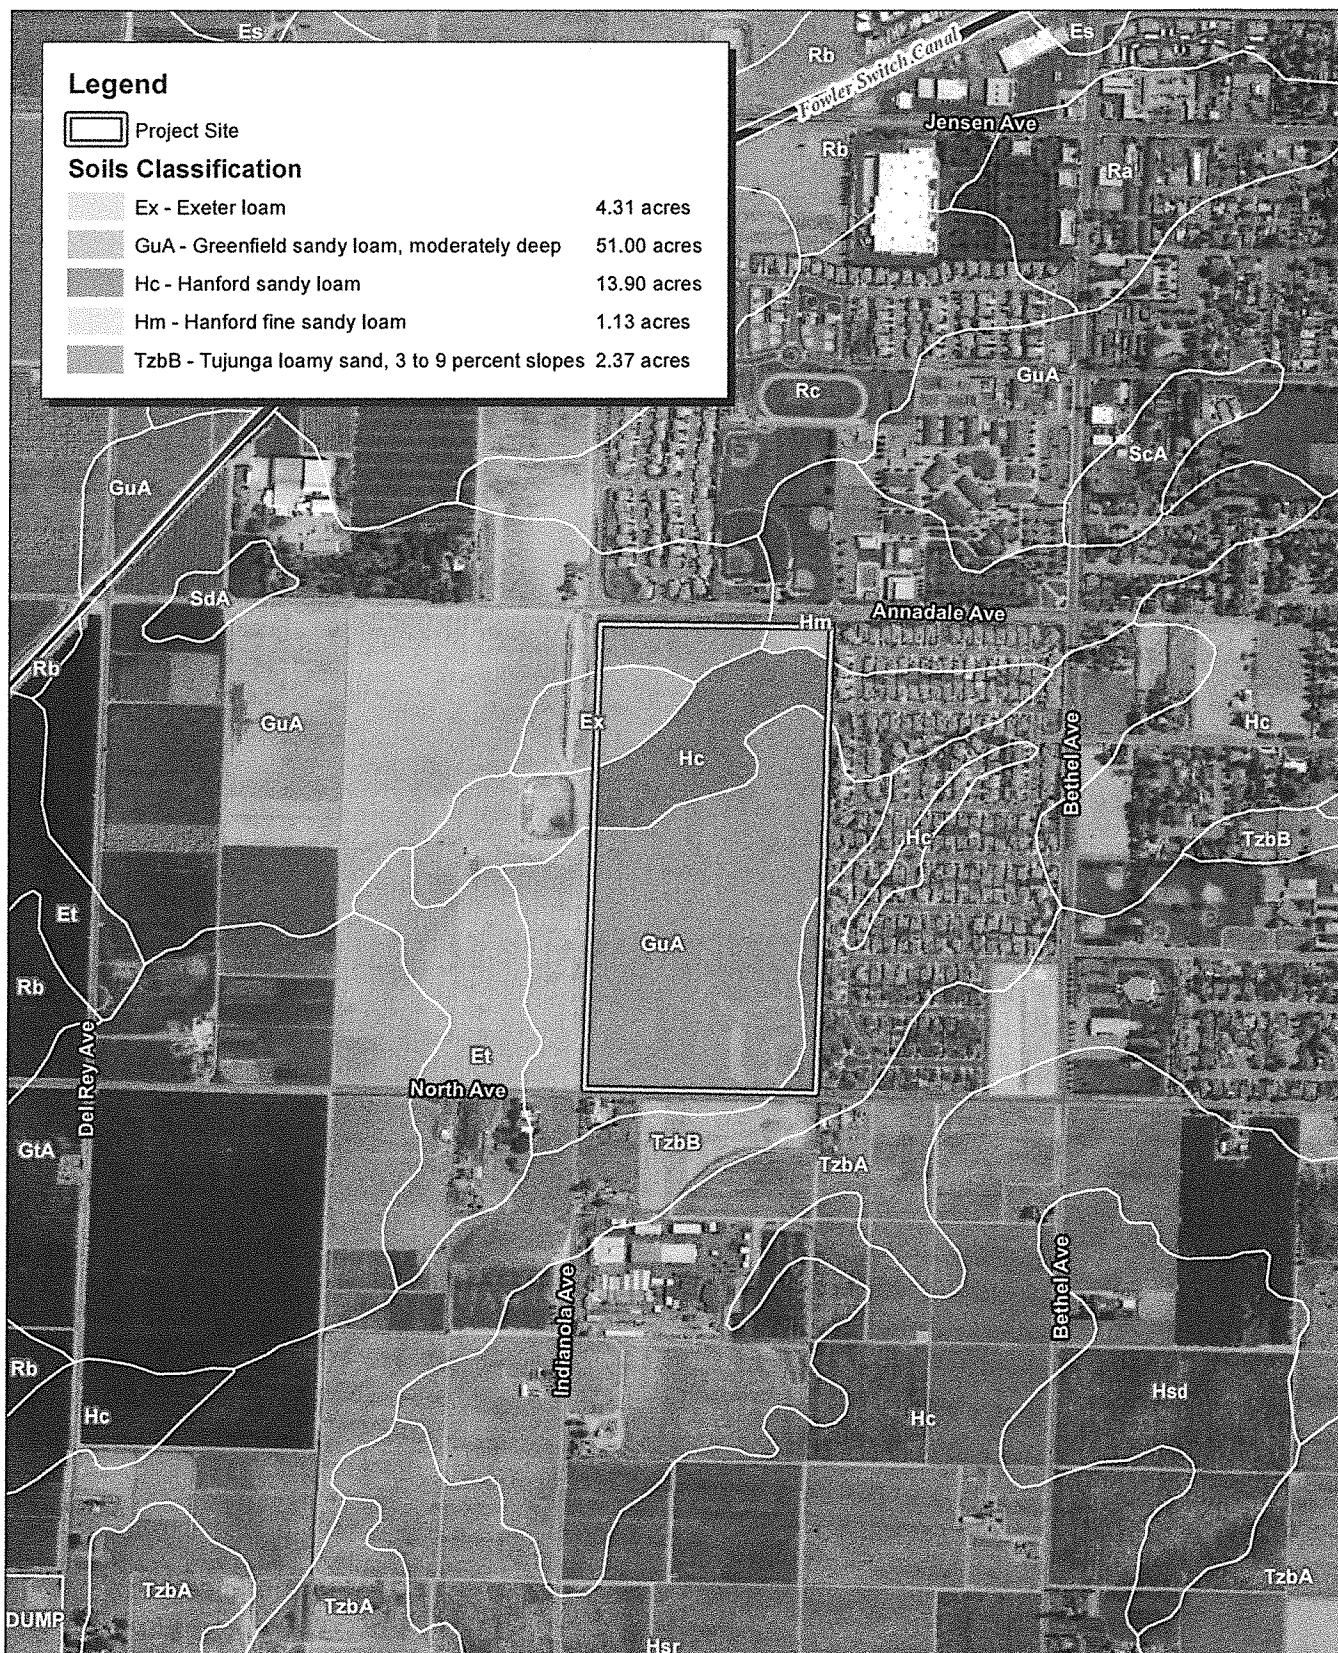 Es
Es
Rb
Fowler Switch Canal
Legend
Project Site
Soils Classification
Ex - Exeter loam 4.31 acres
GuA - Greenfield sandy loam, moderately deep 51.00 acres
Hc - Hanford sandy loam 13.90 acres
Hm - Hanford fine sandy loam 1.13 acres
TzbB - Tujunga loamy sand, 3 to 9 percent slopes 2.37 acres
Jensen Ave
Rb
Ra
GuA
Rc
ScA
GuA
SdA
Hm
Annadale Ave
Rb
GuA
Ex
Hc
Bethel Ave
Hc
Hc
TzbB
Et
GuA
Rb
Del Rey Ave
Et
North Ave
GtA
TzbB
TzbA
Indianola Ave
Bethel Ave
Rb
Hc
Hc
Hsd
TzbA
TzbA
TzbA
DUMP
Hsr